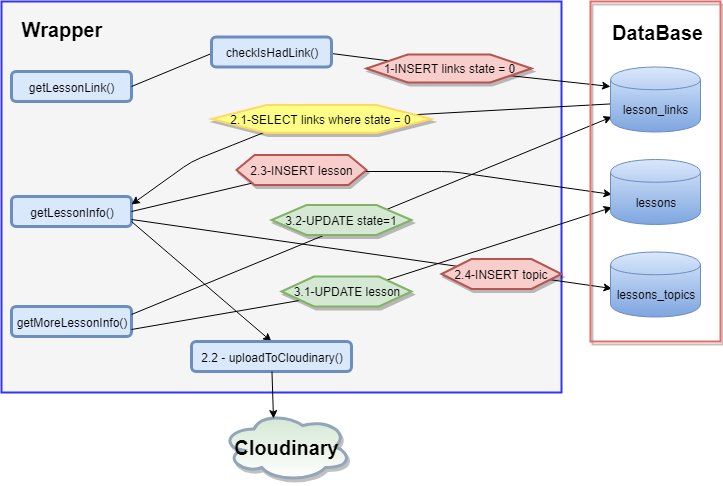 Wrapper
DataBase
checkIsHadLink()
1-INSERT links state = 0
getLessonLink()
lesson_links
2.1-SELECT links where state = 0
2.3-INSERT lesson
lessons
getLessonInfo()
3.2-UPDATE state=1
2.4-INSERT topic
3.1-UPDATE lesson
lessons_topics
getMoreLessonInfo()
2.2 - uploadToCloudinary()
Cloudinary